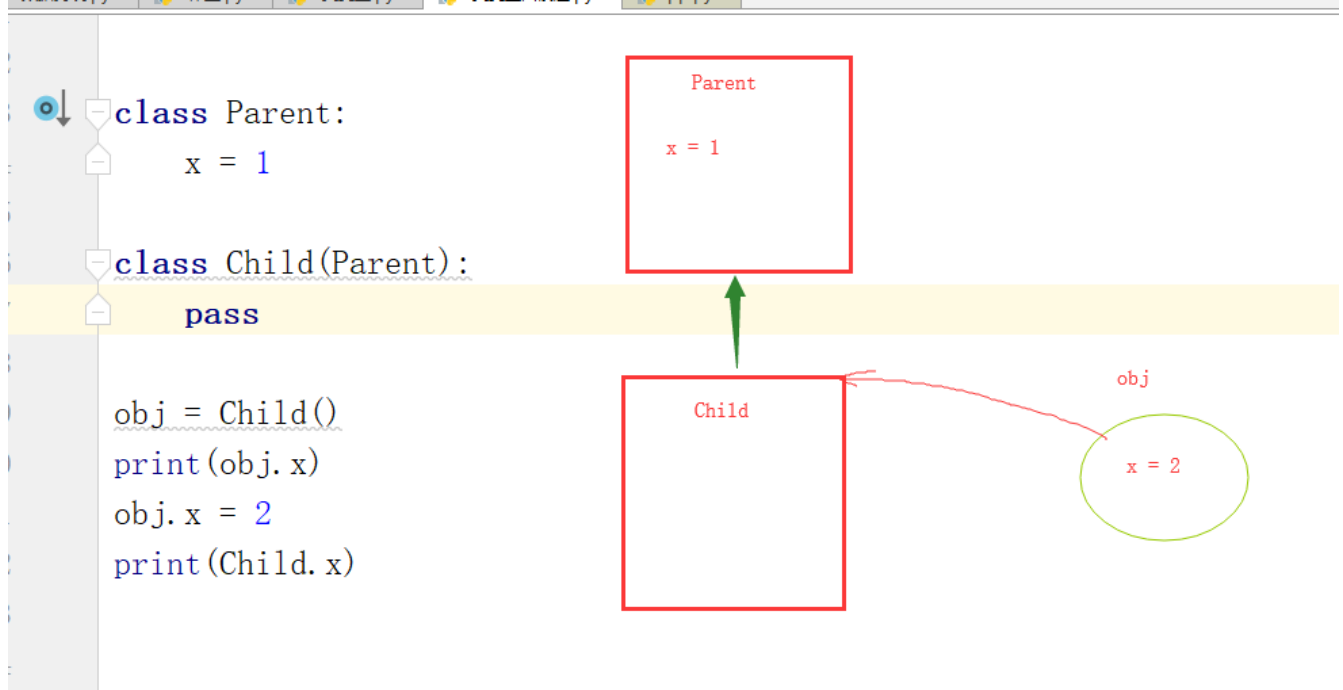 class Parent:
x = 1
class Child(Parent):
pass
obj = Child()
print(obj.x)
obj.x = 2
print(Child.x)
Parent
x = 1
Child
obj
x = 2